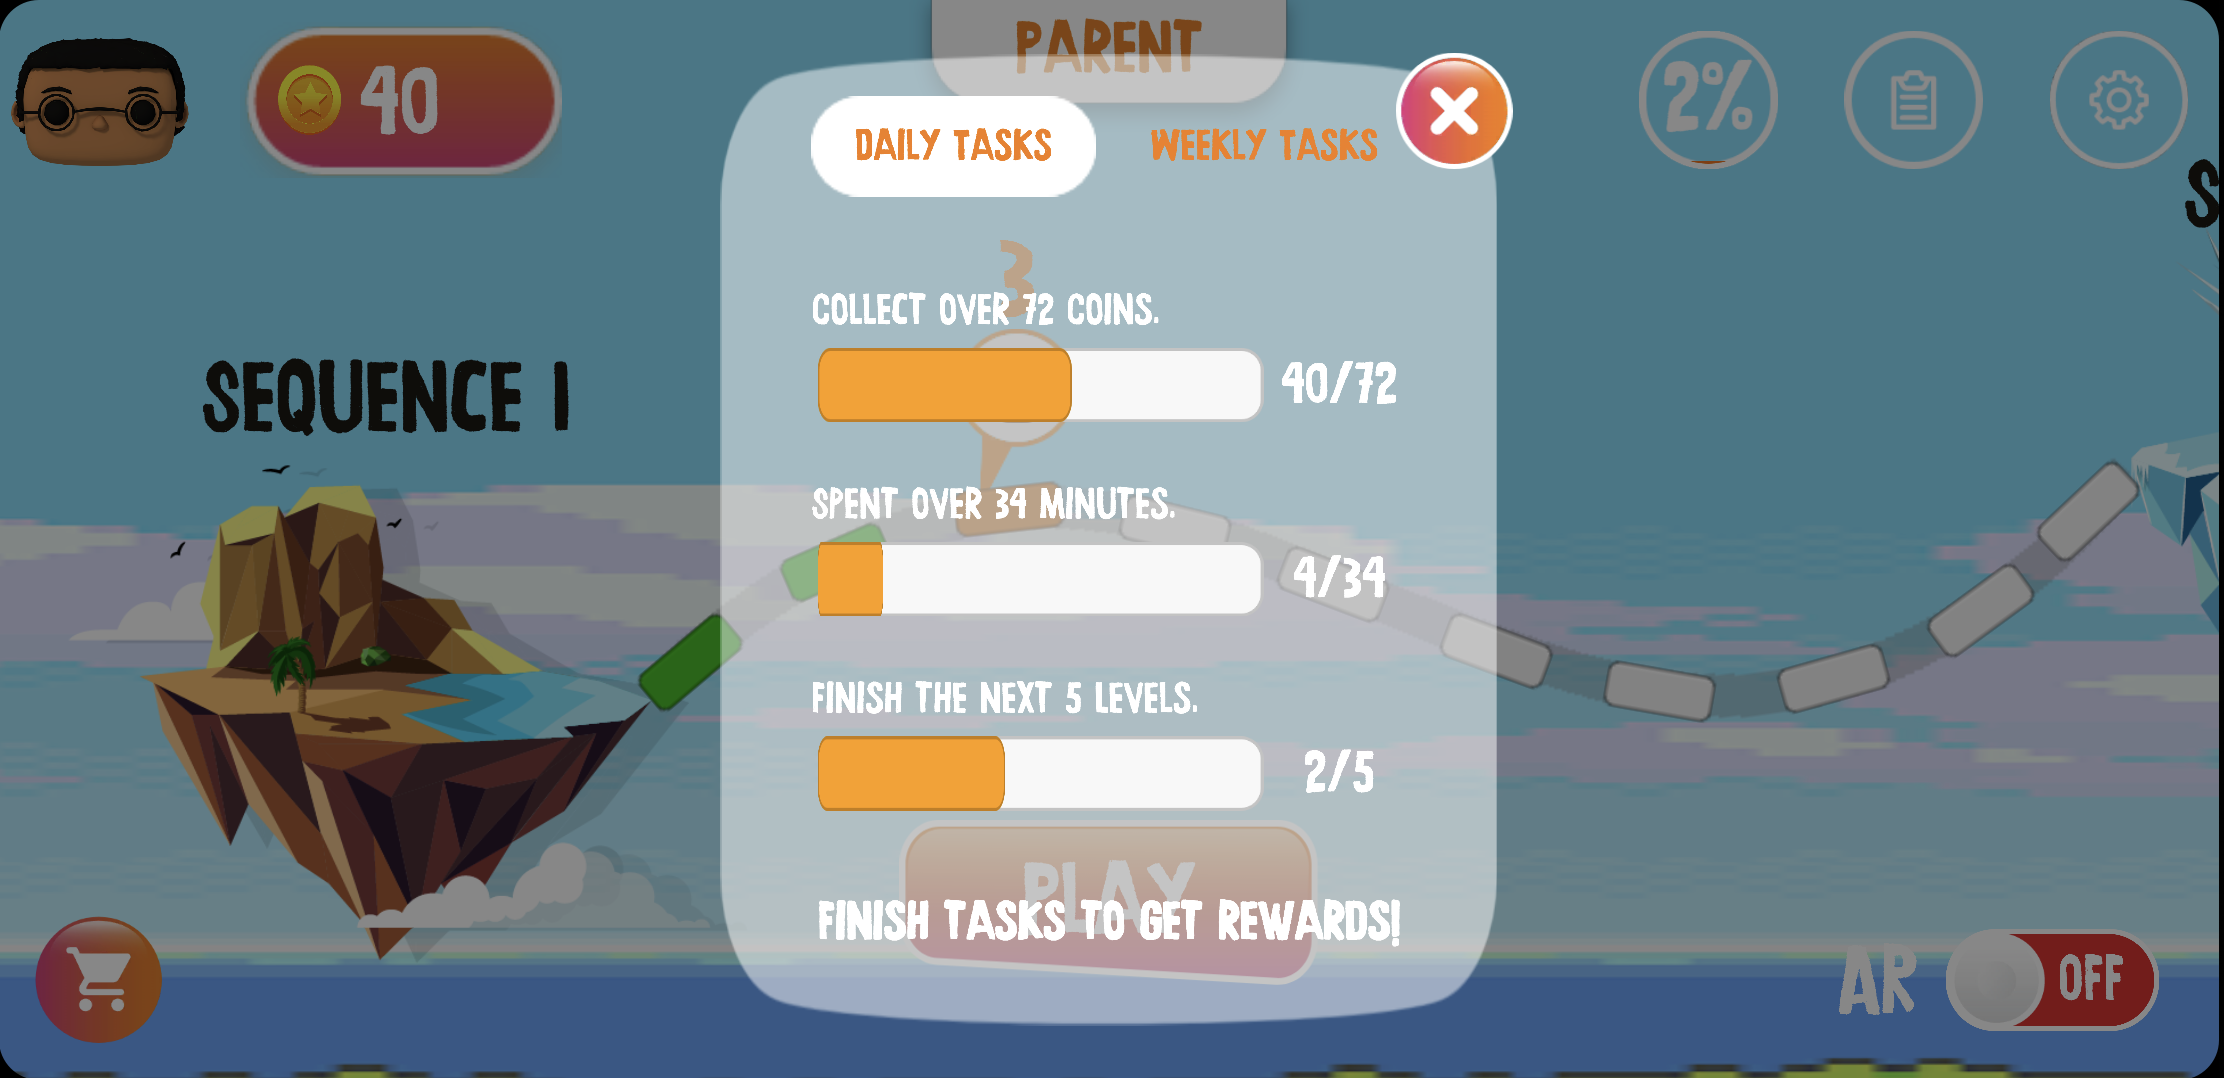 PARENT
40
2%
DAILY TASKS
WEEKLY TASKS
S
3
COLLECT OVER 72 COINS.
40/72
SEQUENCE 1
SPENT OVER 34 MINUTES.
4/34
FINISH THE NEXT 5 LEVELS.
2/5
PLAY
FINISH TASKS TO GET REWARDS!
AR
OFF